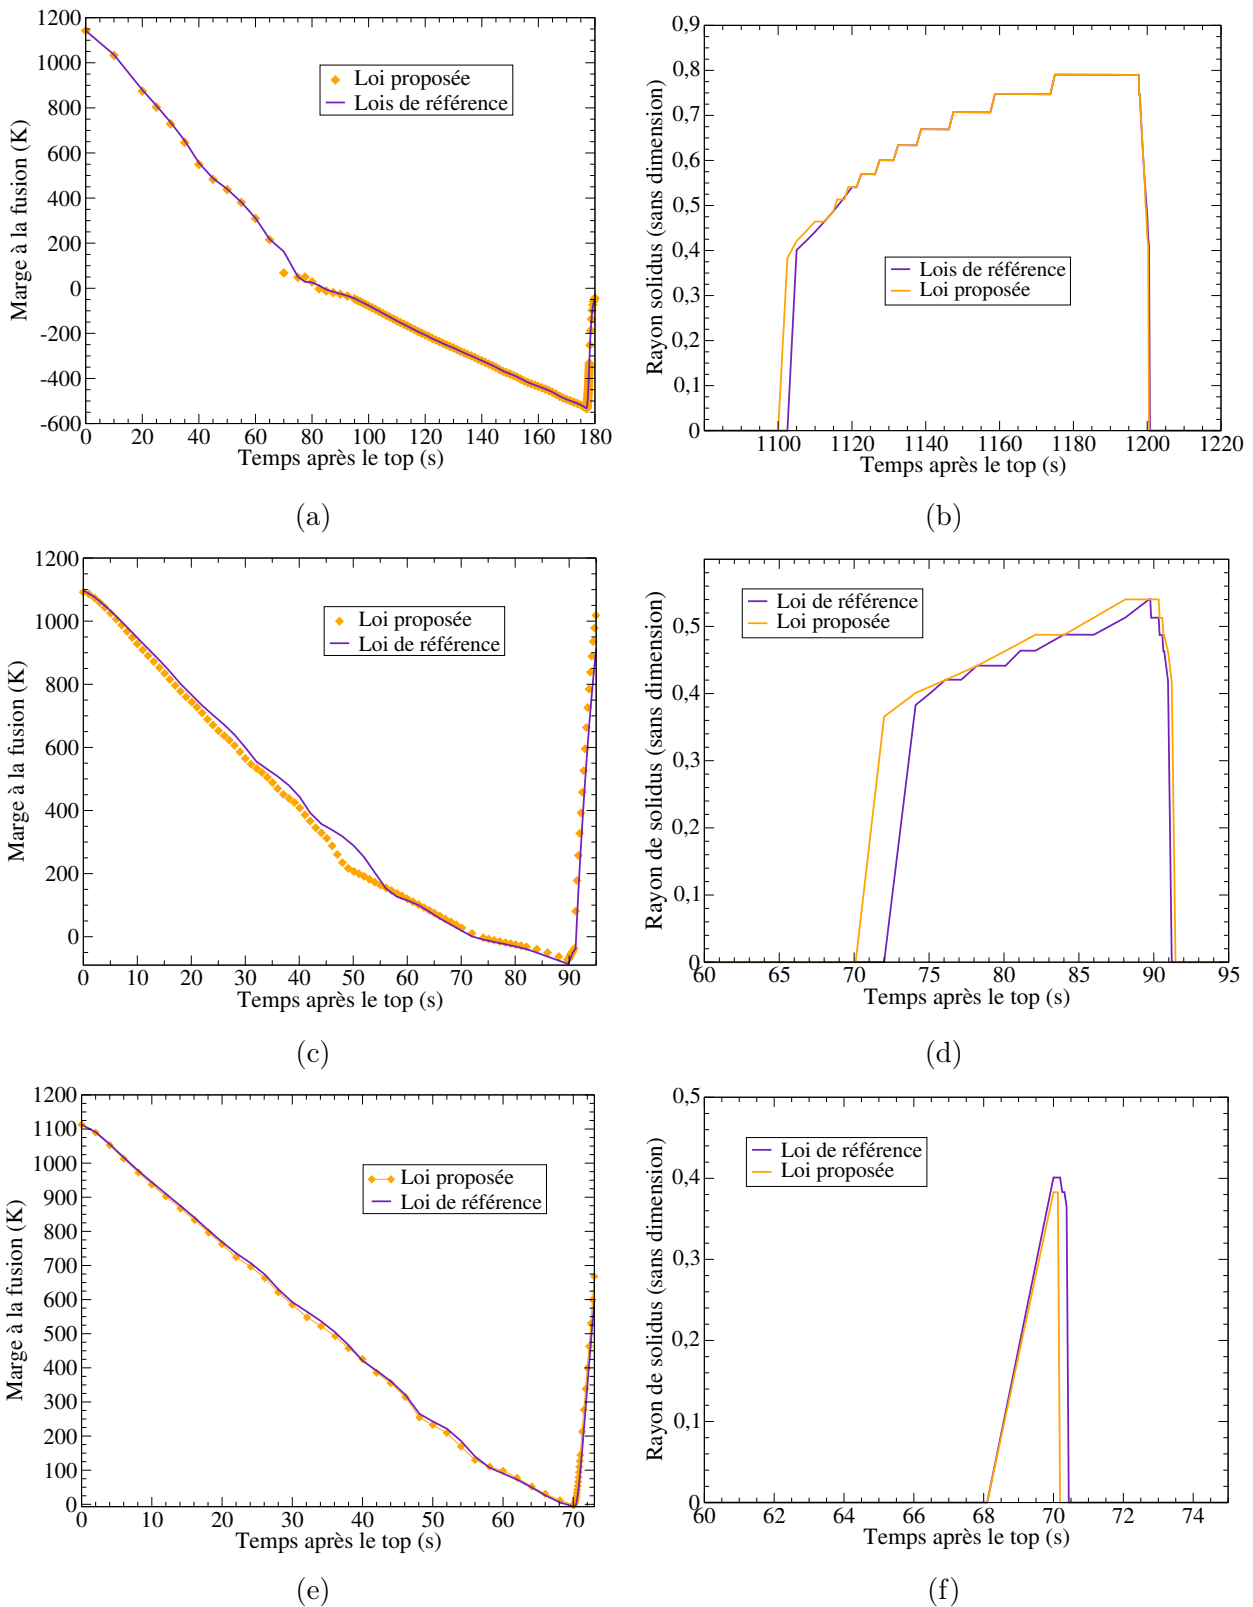 Marge à la fusion (K)
1200
1000
800
600
400
200
0
-200
-400
-600
0 20 40 60 80 100 120 140 160 180
Temps après le top (s)
Loi proposée
Lois de référence
(a)
Rayon solidus (sans dimension)
0,9
0,8
0,7
0,6
0,5
0,4
0,3
0,2
0,1
0
1100 1120 1140 1160 1180 1200 1220
Temps après le top (s)
Lois de référence
Loi proposée
(b)
Marge à la fusion (K)
1200
1000
800
600
400
200
0
0 10 20 30 40 50 60 70 80 90
Temps après le top (s)
Loi proposée
Loi de référence
(c)
Rayon de solidus (sans dimension)
0,5
0,4
0,3
0,2
0,1
0
60 65 70 75 80 85 90 95
Temps après le top (s)
Loi de référence
Loi proposée
(d)
Marge à la fusion (K)
1200
1100
1000
900
800
700
600
500
400
300
200
100
0
0 10 20 30 40 50 60 70
Temps après le top (s)
Loi proposée
Loi de référence
(e)
Rayon de solidus (sans dimension)
0,5
0,4
0,3
0,2
0,1
0
60 62 64 66 68 70 72 74
Temps après le top (s)
Loi de référence
Loi proposée
(f)